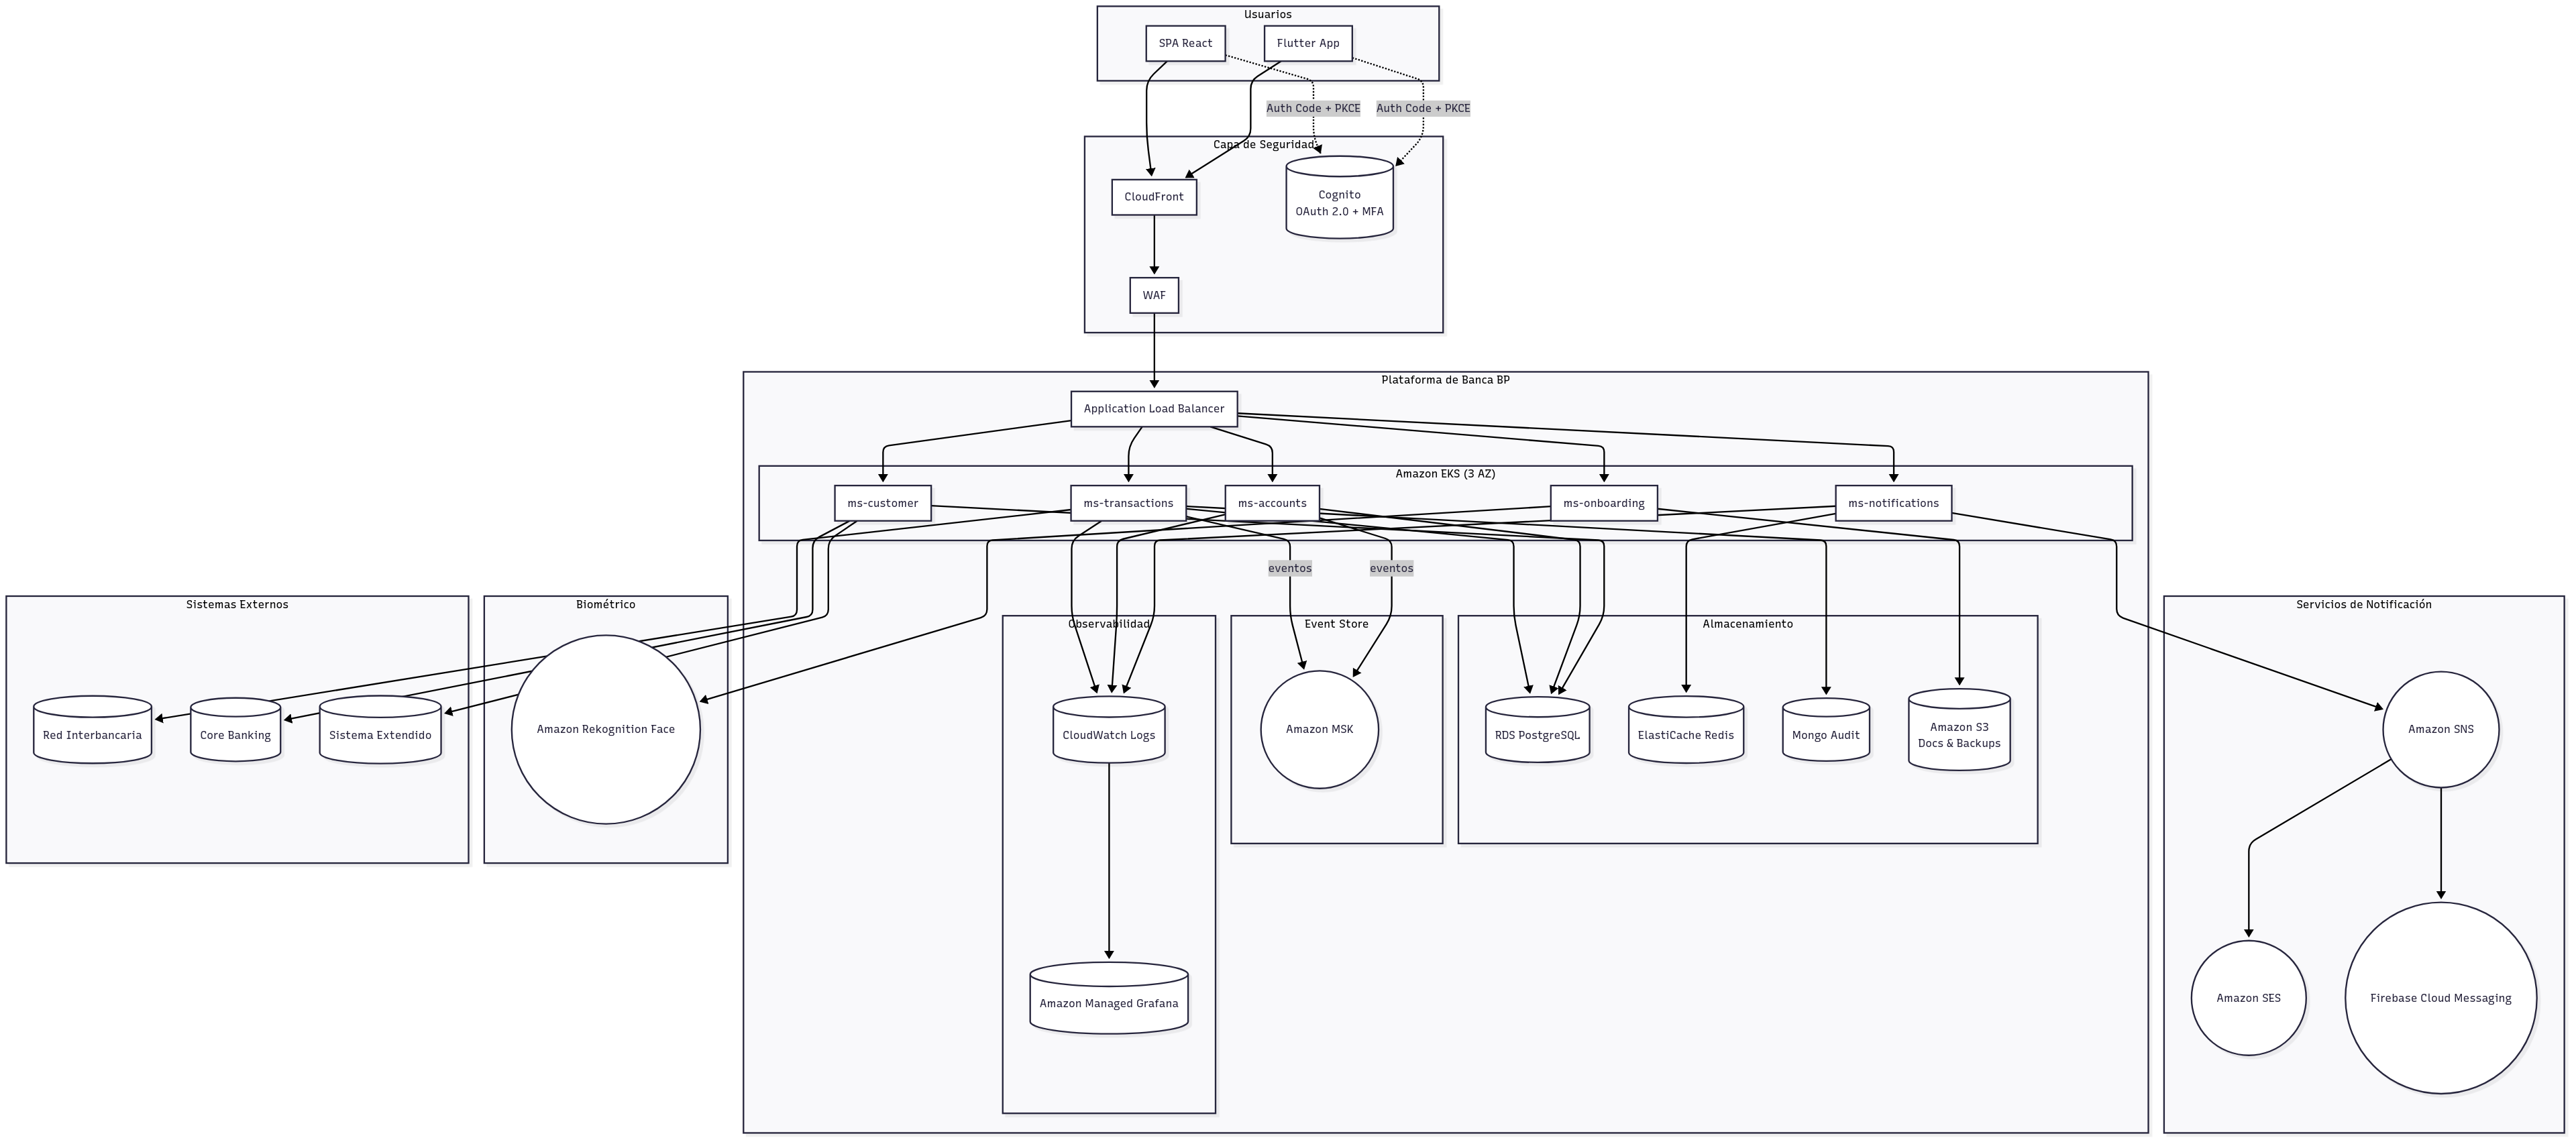 Usuarios
SPA React
Flutter App
Auth Code + PKCE
Auth Code + PKCE
Capa de Seguridad
CloudFront
Cognito
OAuth 2.0 + MFA
WAF
Plataforma de Banca BP
Application Load Balancer
Amazon EKS (3 AZ)
ms-customer
ms-transactions
ms-accounts
ms-onboarding
ms-notifications
eventos
eventos
Sistemas Externos
Biométrico
Observabilidad
Event Store
Almacenamiento
Servicios de Notificación
Red Interbancaria
Core Banking
Sistema Extendido
Amazon Rekognition Face
CloudWatch Logs
Amazon MSK
RDS PostgreSQL
ElastiCache Redis
Mongo Audit
Amazon S3
Docs & Backups
Amazon SNS
Amazon Managed Grafana
Amazon SES
Firebase Cloud Messaging